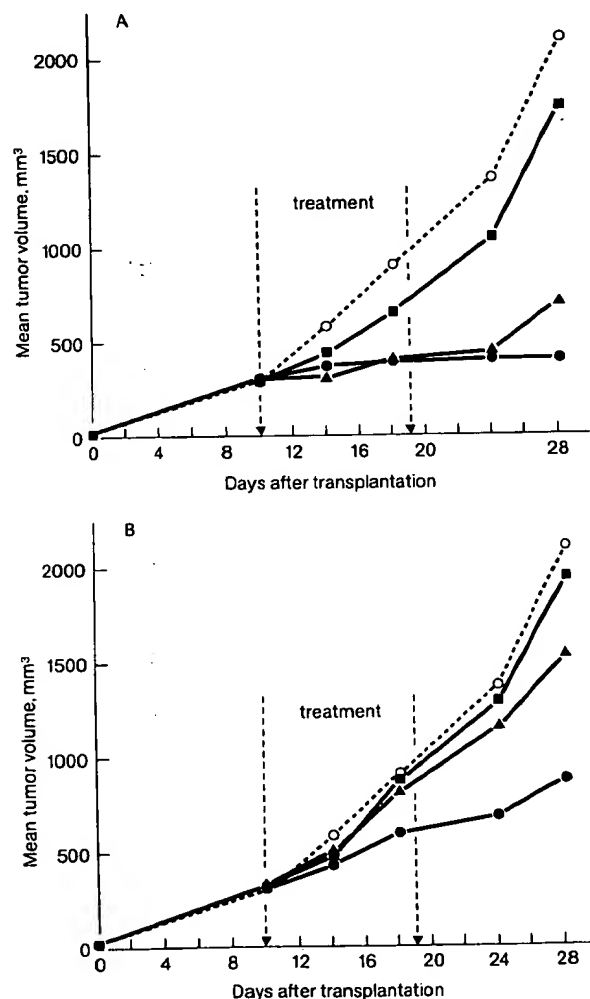 A
2000
1500
1000
500
0
Mean tumor volume, mm³
treatment
0 4 8 12 16 20 24 28
Days after transplantation
B
2000
1500
1000
500
0
Mean tumor volume, mm³
treatment
0 4 8 12 16 20 24 28
Days after transplantation